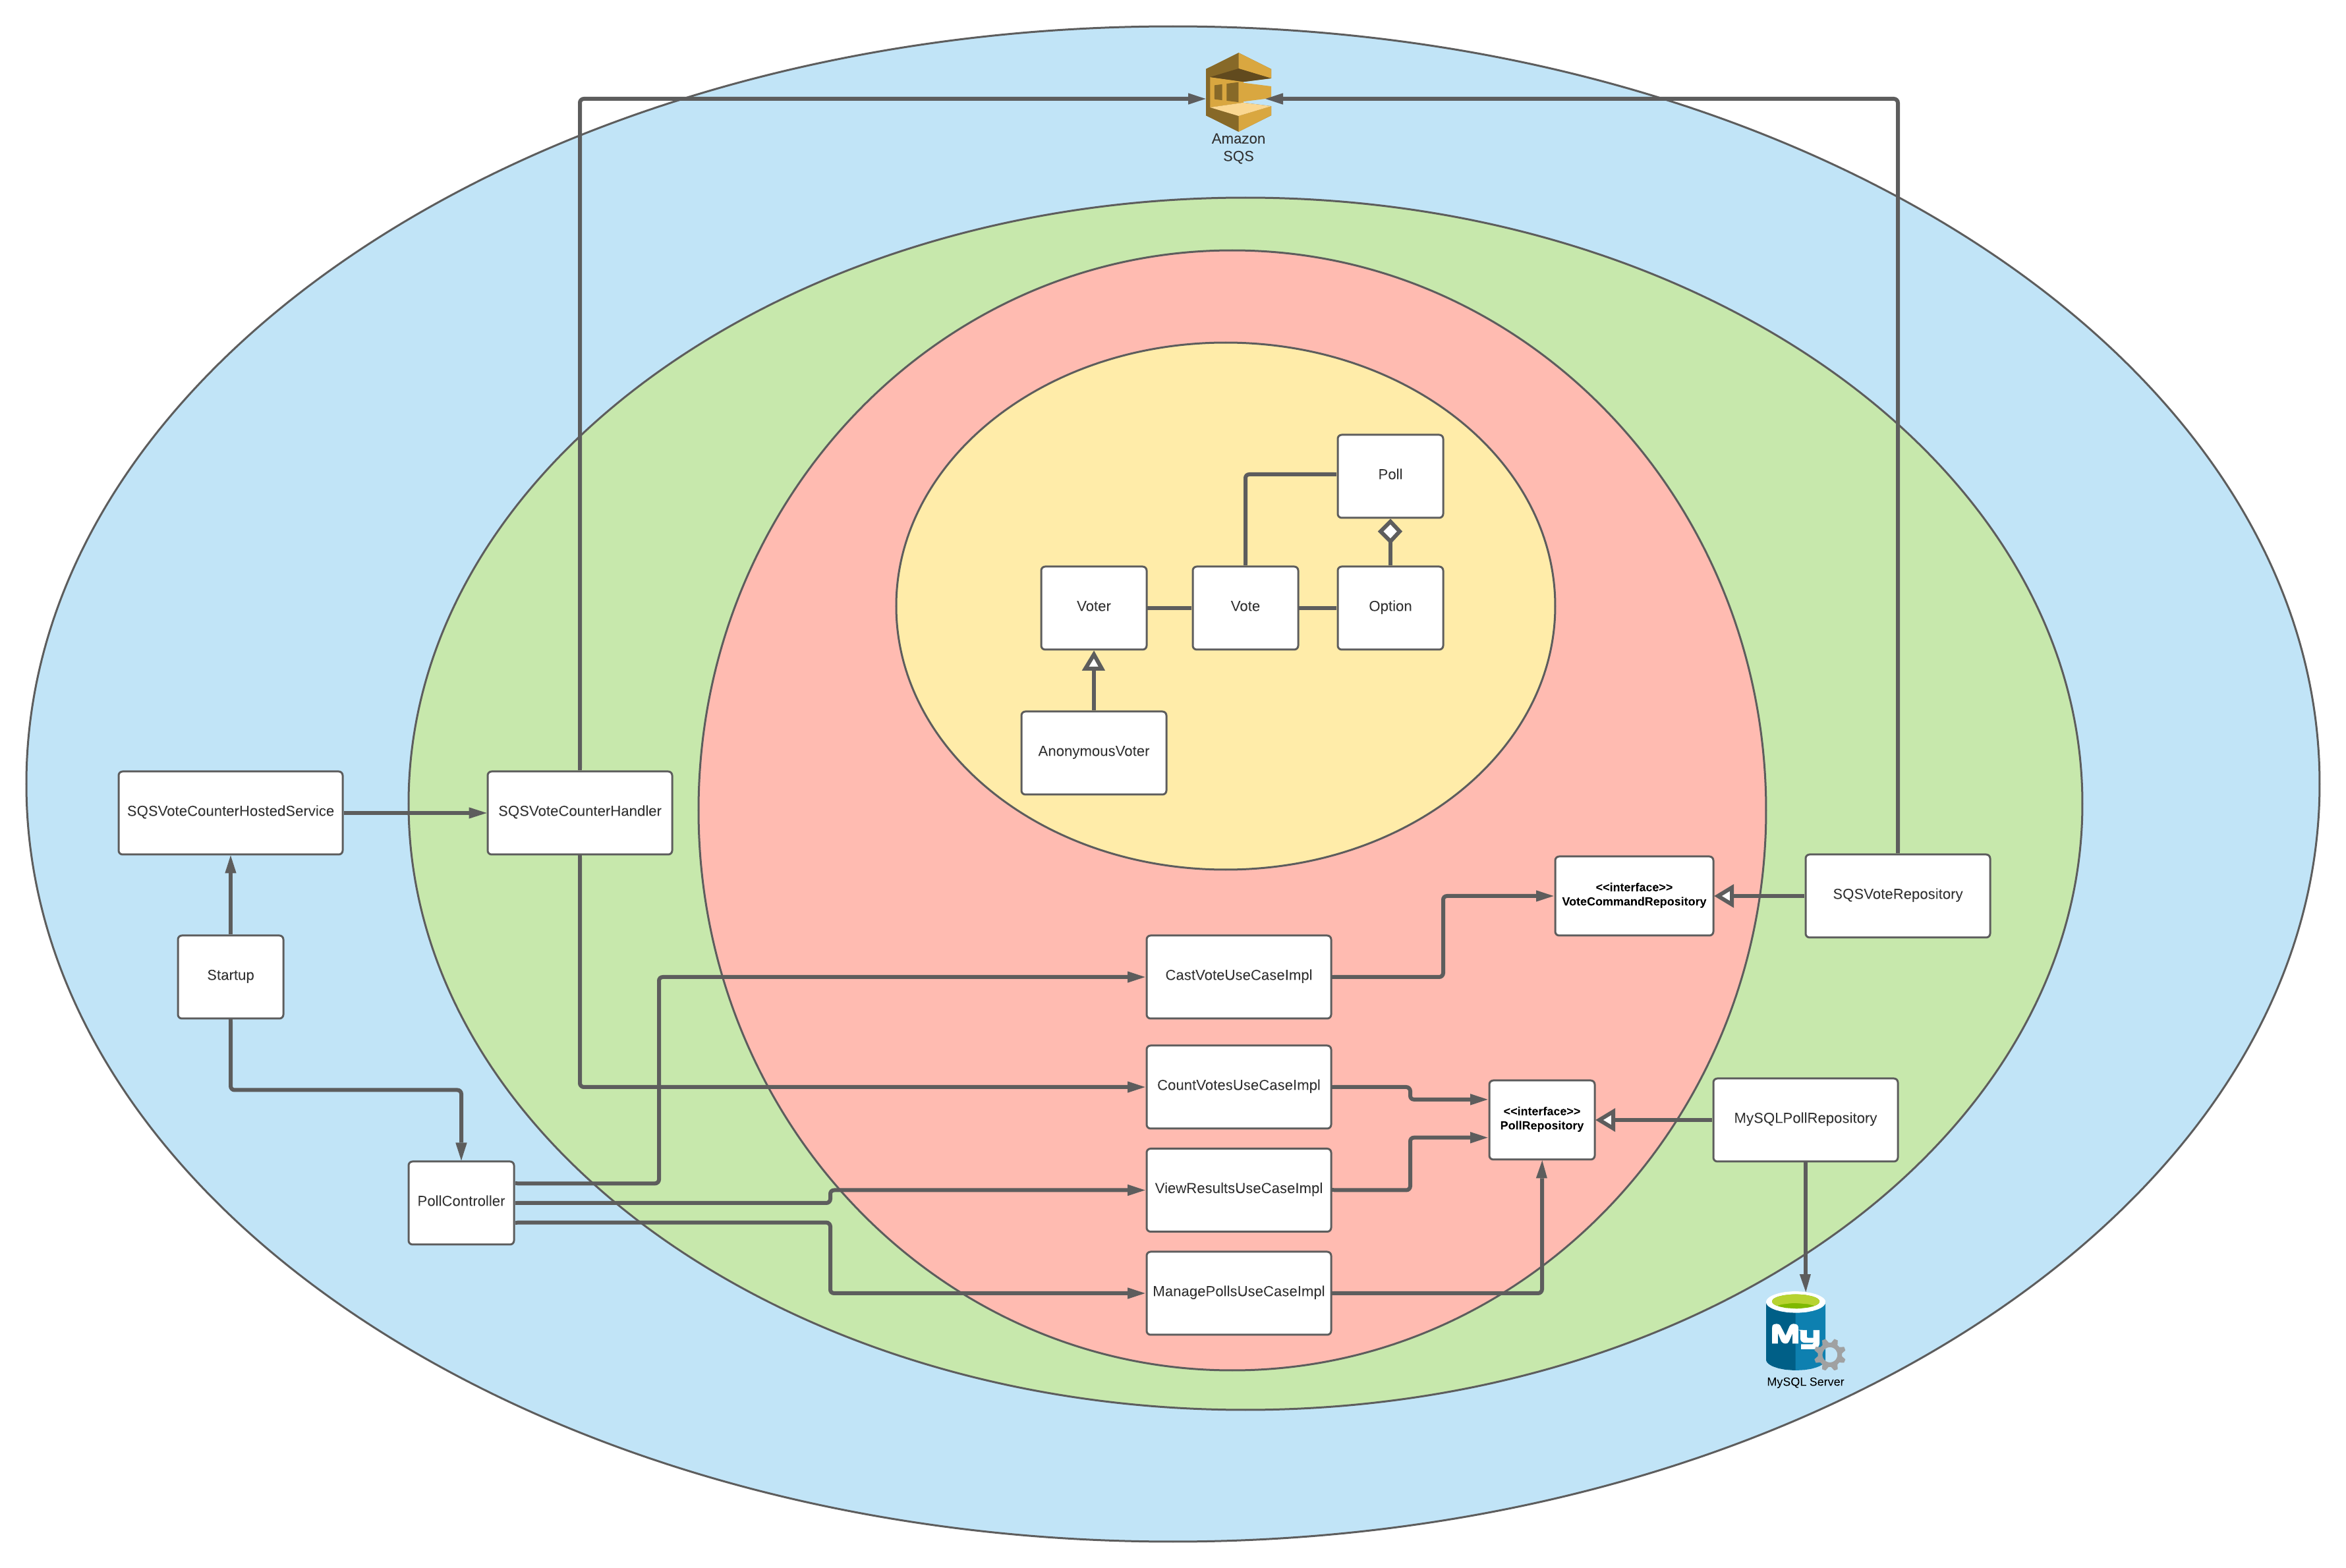 Amazon
SQS
Poll
Voter
Vote
Option
AnonymousVoter
SQSVoteCounterHostedService
SQSVoteCounterHandler
<<interface>>
VoteCommandRepository
SQSVoteRepository
Startup
CastVoteUseCaseImpl
CountVotesUseCaseImpl
<<interface>>
PollRepository
MySQLPollRepository
PollController
ViewResultsUseCaseImpl
ManagePollsUseCaseImpl
My
MySQL Server